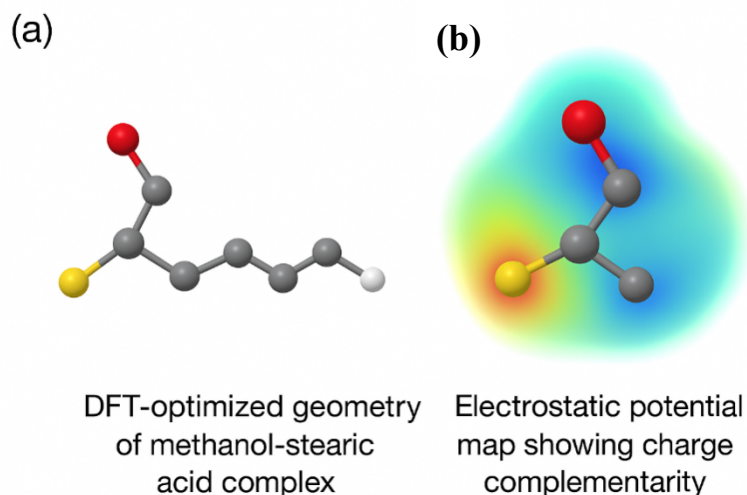 (a)
(b)
DFT-optimized geometry
of methanol-stearic
acid complex
Electrostatic potential
map showing charge
complementarity